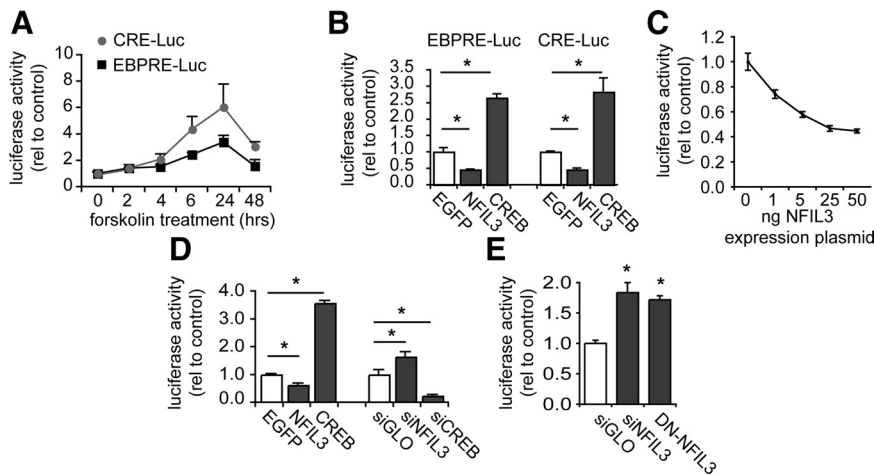 A
CRE-Luc
EBPRE-Luc
luciferase activity
(rel to control)
10
8
6
4
2
0
0 2 4 6 24 48
forskolin treatment (hrs)
B
EBPRE-Luc CRE-Luc
luciferase activity
(rel to control)
3.5
3.0
2.5
2.0
1.5
1.0
0.5
0.0
* * * *
EGFP NFIL3 CREB EGFP NFIL3 CREB
C
luciferase activity
(rel to control)
1.2
1.0
0.8
0.6
0.4
0.2
0.0
0 1 5 25 50
ng NFIL3
expression plasmid
D
luciferase activity
(rel to control)
4.0
3.0
2.0
1.0
0.0
* * * *
EGFP NFIL3 CREB siGLO siNFIL3 siCREB
E
luciferase activity
(rel to control)
2.0
1.5
1.0
0.5
0
* *
siGLO siNFIL3 DN-NFIL3